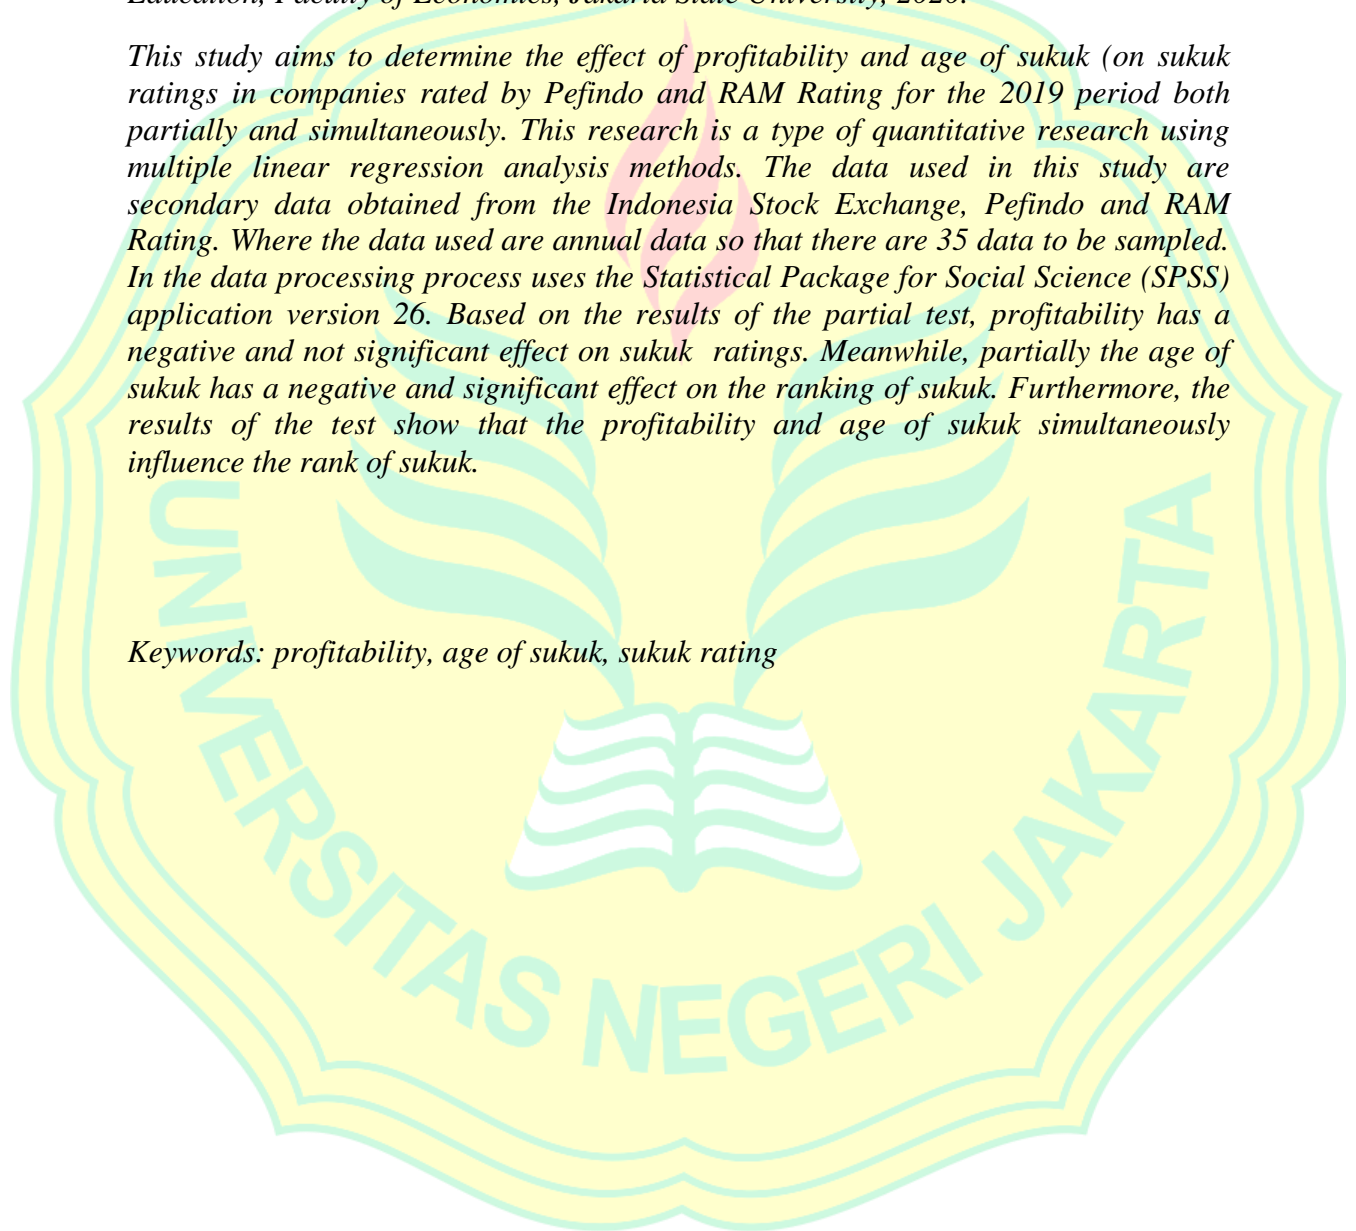 Education, Faculty of Economics, Jakarta State University, 2020.
This study aims to determine the effect of profitability and age of sukuk (on sukuk
ratings in companies rated by Pefindo and RAM Rating for the 2019 period both
partially and simultaneously. This research is a type of quantitative research using
multiple linear regression analysis methods. The data used in this study are
secondary data obtained from the Indonesia Stock Exchange, Pefindo and RAM
Rating. Where the data used are annual data so that there are 35 data to be sampled.
In the data processing process uses the Statistical Package for Social Science (SPSS)
application version 26. Based on the results of the partial test, profitability has a
negative and not significant effect on sukuk  ratings. Meanwhile, partially the age of
sukuk has a negative and significant effect on the ranking of sukuk. Furthermore, the
results of the test show that the profitability and age of sukuk simultaneously
influence the rank of sukuk.
Keywords: profitability, age of sukuk, sukuk rating
UNIVERSITAS NEGERI JAKARTA